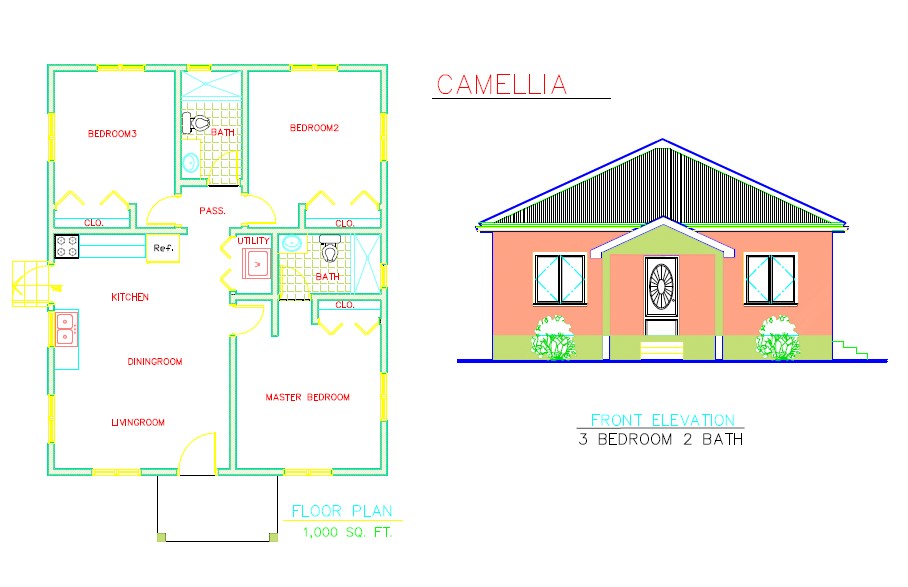 CAMELLIA
BEDROOM3
BATH
BEDROOM2
PASS.
CLO.
CLO.
Ref.
UTILITY
BATH
KITCHEN
CLO.
DININGROOM
MASTER BEDROOM
LIVINGROOM
FRONT ELEVATION
3 BEDROOM 2 BATH
FLOOR PLAN
1,000 SQ. FT.